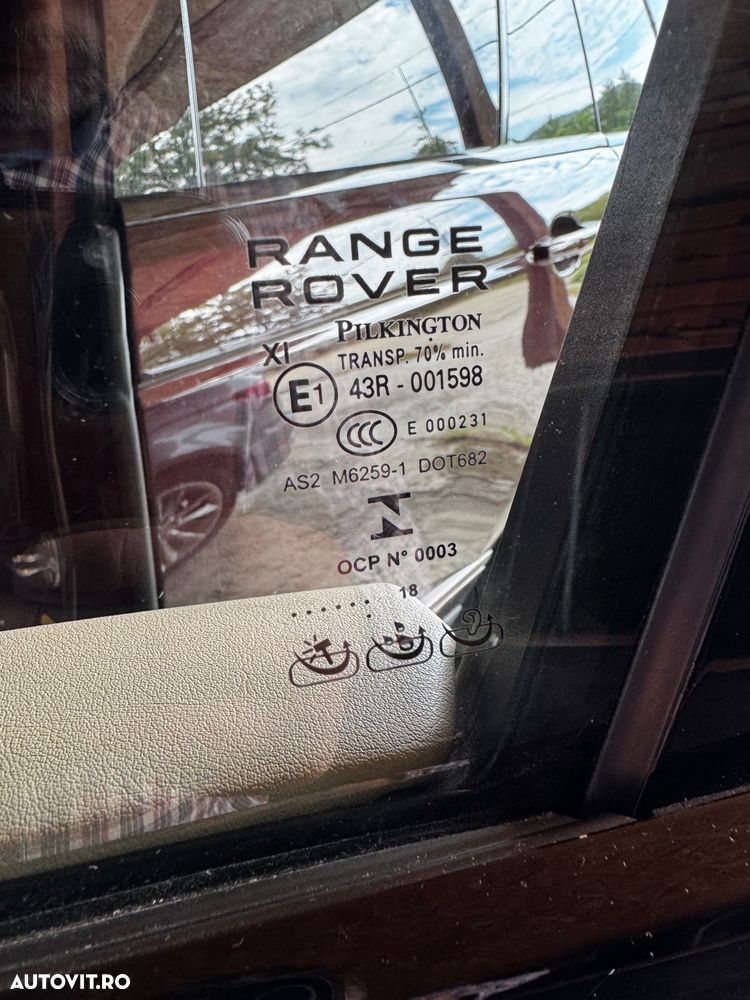 RANGE
ROVER
PILKINGTON
XI TRANSP. 70% min.
E1 43R - 001598
CCC E 000231
AS2 M6259-1 DOT682
OCP N° 0003
18
AUTOVIT.RO